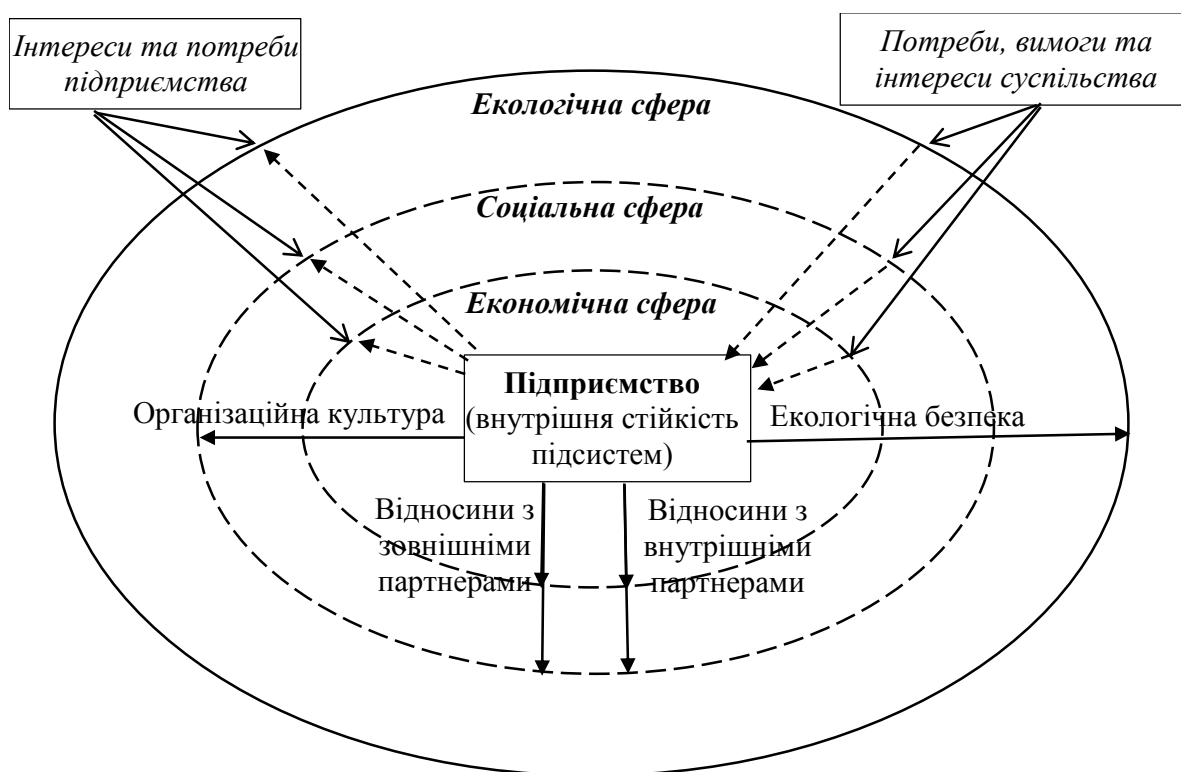 Інтереси та потреби
підприємства
Потреби, вимоги та
інтереси суспільства
Екологічна сфера
Соціальна сфера
Економічна сфера
Підприємство
(внутрішня стійкість
підсистем)
Організаційна культура
Екологічна безпека
Відносини з
зовнішніми
партнерами
Відносини з
внутрішніми
партнерами